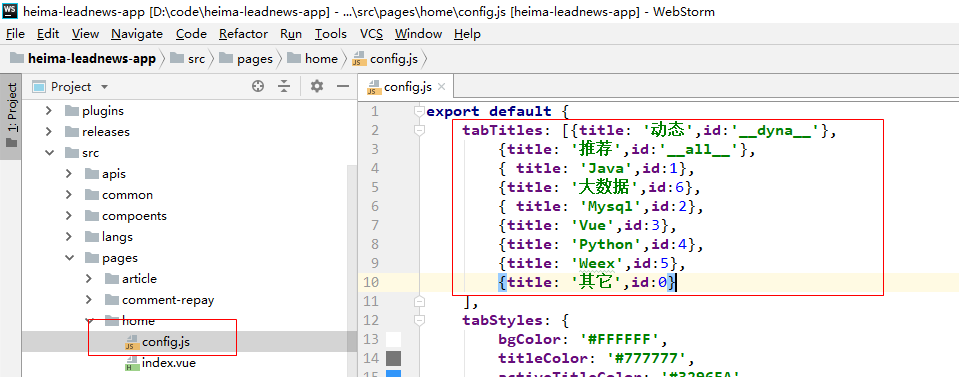 heima-leadnews-app [D:\code\heima-leadnews-app] - ...\src\pages\home\config.js [heima-leadnews-app] - WebStorm
File Edit View Navigate Code Refactor Run Tools VCS Window Help
heima-leadnews-app src pages home config.js
1: Project
Project
plugins
releases
src
apis
common
compoents
langs
pages
article
comment-repay
home
config.js
index.vue
config.js
1 export default {
2 tabTitles: [{title: '动态',id:'__dyna__'},
3 {title: '推荐',id:'__all__'},
4 { title: 'Java',id:1},
5 {title: '大数据',id:6},
6 { title: 'Mysql',id:2},
7 {title: 'Vue',id:3},
8 {title: 'Python',id:4},
9 {title: 'Weex',id:5},
10 {title: '其它',id:0}
11 ],
12 tabStyles: {
13 bgColor: '#FFFFFF',
14 titleColor: '#777777',
15 activeTitleColor: '#3296FA'